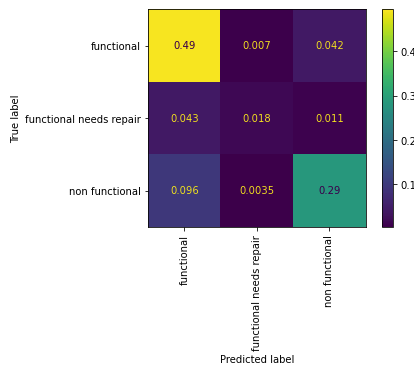 functional
functional needs repair
non functional
True label
0.49 0.007 0.042
0.043 0.018 0.011
0.096 0.0035 0.29
functional
functional needs repair
non functional
Predicted label
0.4
0.3
0.2
0.1